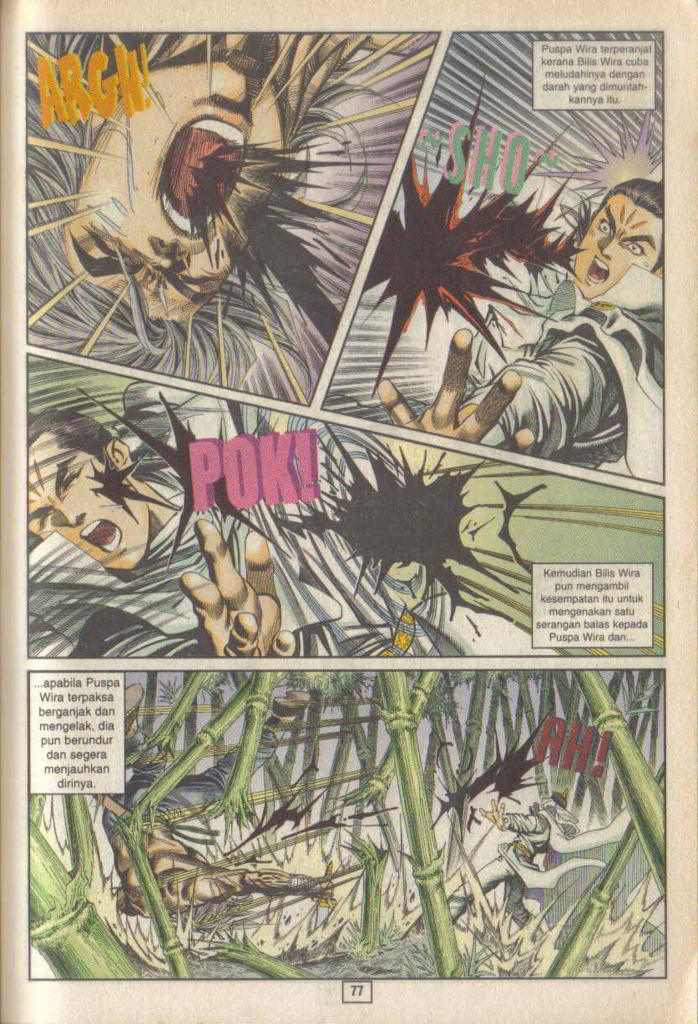 ARGH!
Puspa Wira terperanjat
kerana Bilis Wira cuba
meludahinya dengan
darah yang dimuntah-
kannya itu.
~SHO~
POK!
Kemudian Bilis Wira
pun mengambil
kesempatan itu untuk
mengenakan satu
serangan balas kepada
Puspa Wira dan...
...apabila Puspa
Wira terpaksa
berganjak dan
mengelak, dia
pun berundur
dan segera
menjauhkan
dirinya.
AH!
77